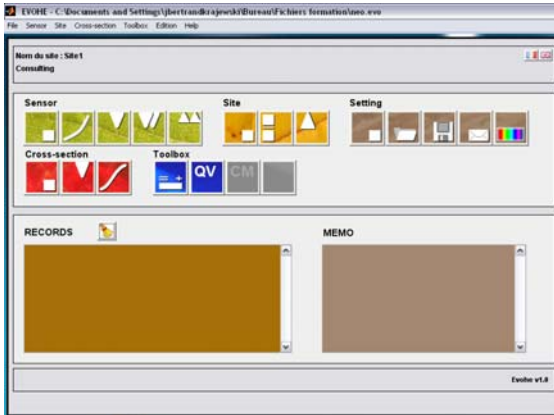 EVOHE - C:\Documents and Settings\jbertrandkrajewski\Bureau\Fichiers formation\neo.evo
File Sensor Site Cross-section Toolbox Edition Help
Nom du site : Site1
Consulting
Sensor Site Setting
Cross-section Toolbox
QV CM
RECORDS MEMO
Evohe v1.0